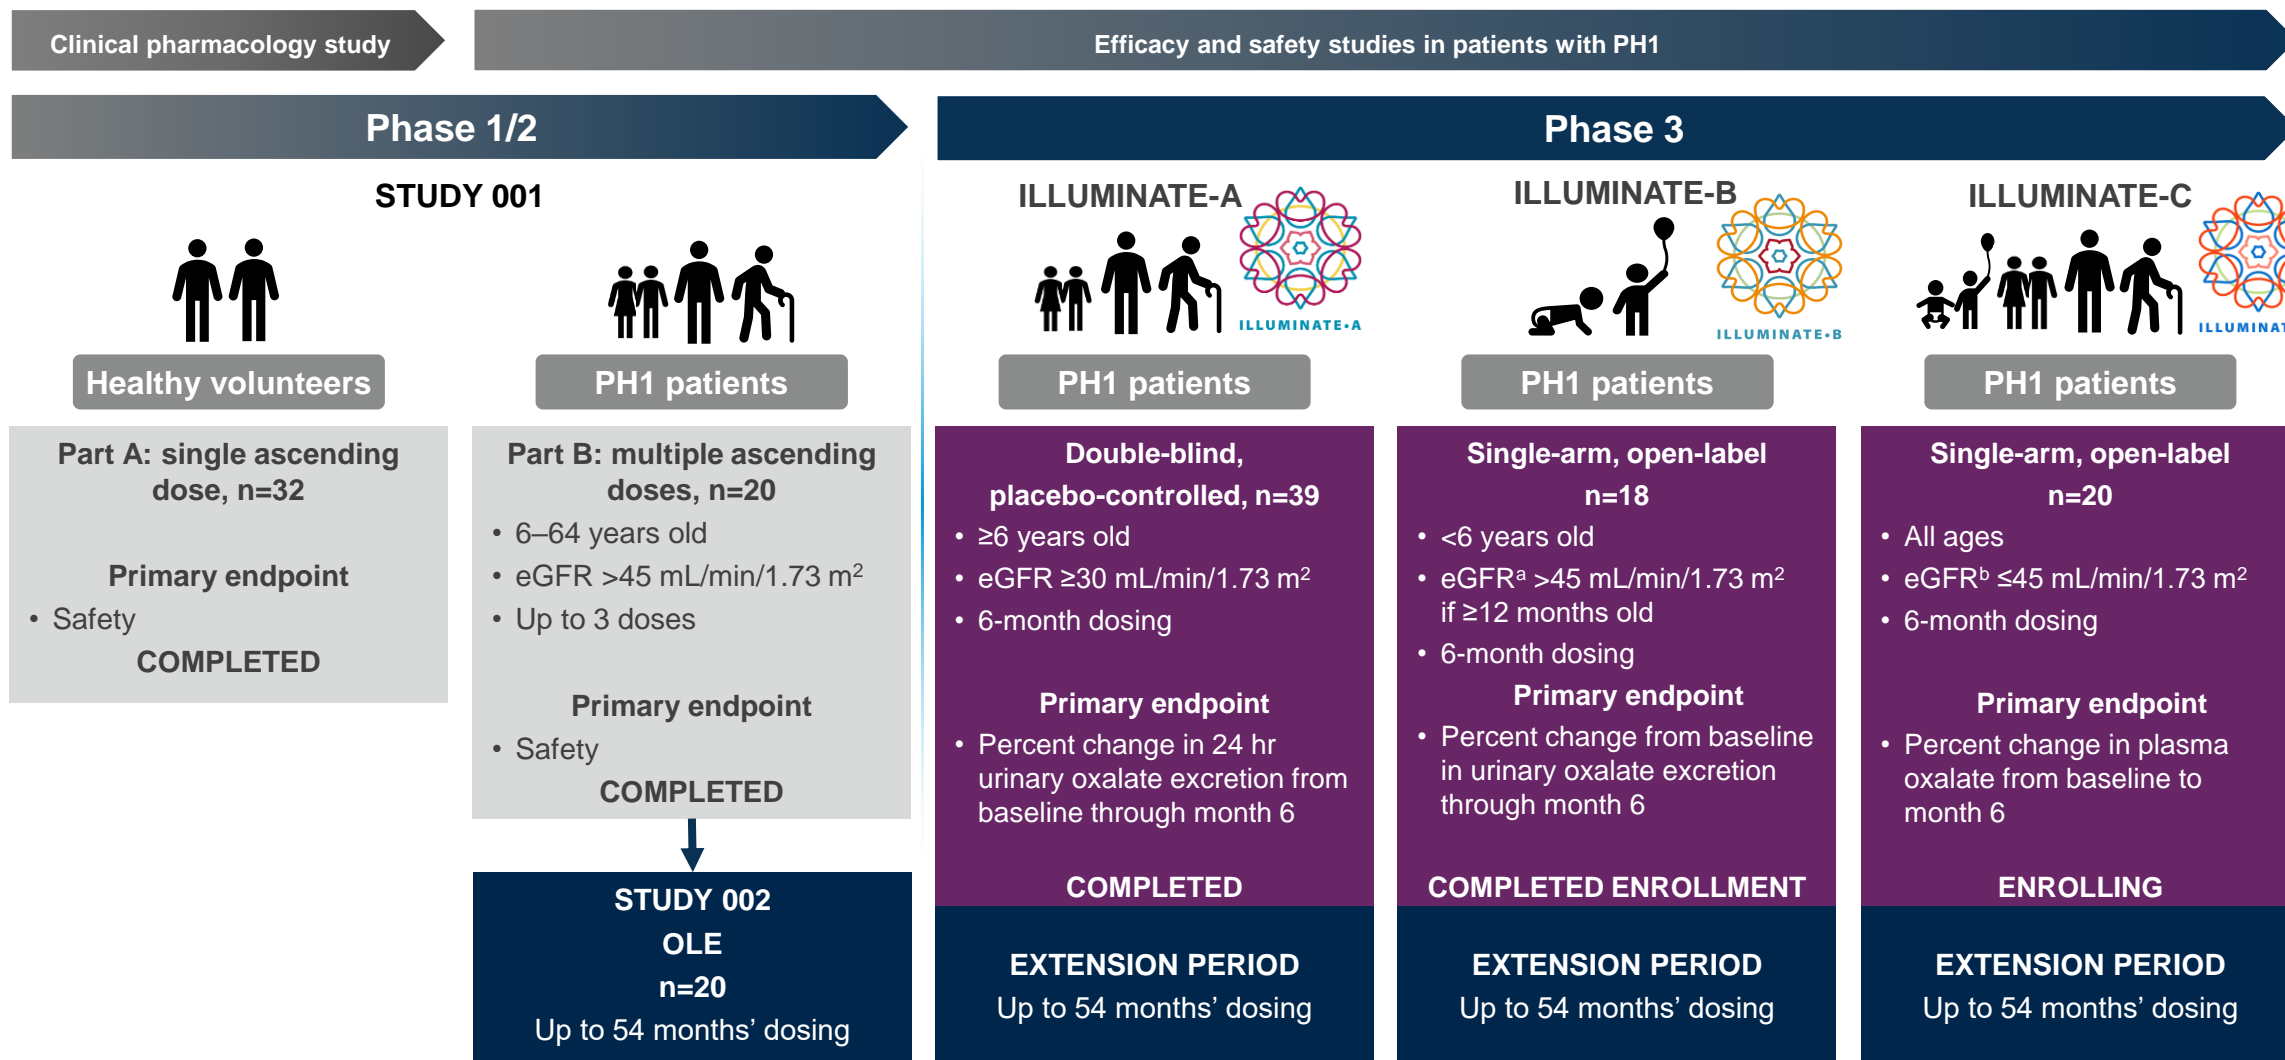 Clinical pharmacology study
Efficacy and safety studies in patients with PH1
Phase 1/2
Phase 3
STUDY 001
Healthy volunteers
Part A: single ascending
dose, n=32
Primary endpoint
• Safety
COMPLETED
PH1 patients
Part B: multiple ascending
doses, n=20
• 6–64 years old
• eGFR >45 mL/min/1.73 m²
• Up to 3 doses
Primary endpoint
• Safety
COMPLETED
STUDY 002
OLE
n=20
Up to 54 months’ dosing
ILLUMINATE-A
ILLUMINATE•A
PH1 patients
Double-blind,
placebo-controlled, n=39
• ≥6 years old
• eGFR ≥30 mL/min/1.73 m²
• 6-month dosing
Primary endpoint
• Percent change in 24 hr
urinary oxalate excretion from
baseline through month 6
COMPLETED
EXTENSION PERIOD
Up to 54 months’ dosing
ILLUMINATE-B
ILLUMINATE•B
PH1 patients
Single-arm, open-label
n=18
• <6 years old
• eGFRᵃ >45 mL/min/1.73 m²
if ≥12 months old
• 6-month dosing
Primary endpoint
• Percent change from baseline
in urinary oxalate excretion
through month 6
COMPLETED ENROLLMENT
EXTENSION PERIOD
Up to 54 months’ dosing
ILLUMINATE-C
ILLUMINAT
PH1 patients
Single-arm, open-label
n=20
• All ages
• eGFRᵇ ≤45 mL/min/1.73 m²
• 6-month dosing
Primary endpoint
• Percent change in plasma
oxalate from baseline to
month 6
ENROLLING
EXTENSION PERIOD
Up to 54 months’ dosing